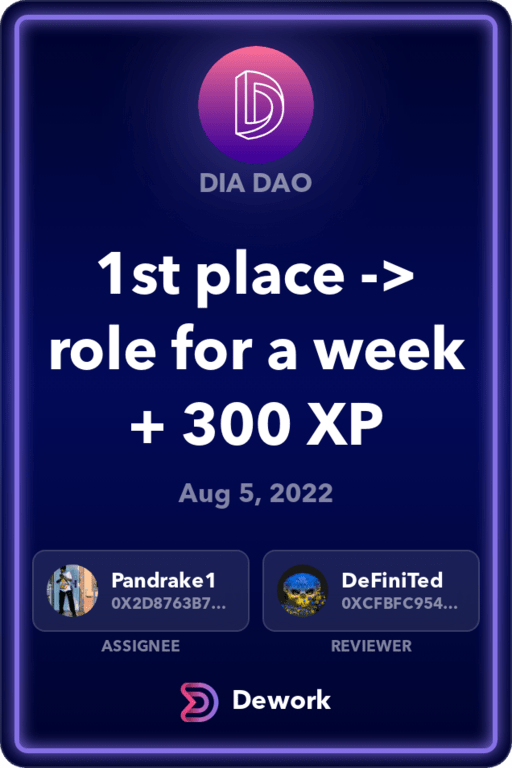 DIA DAO
1st place ->
role for a week
+ 300 XP
Aug 5, 2022
Pandrake1
0X2D8763B7...
ASSIGNEE
DeFiniTed
0XCFBFC954...
REVIEWER
Dework